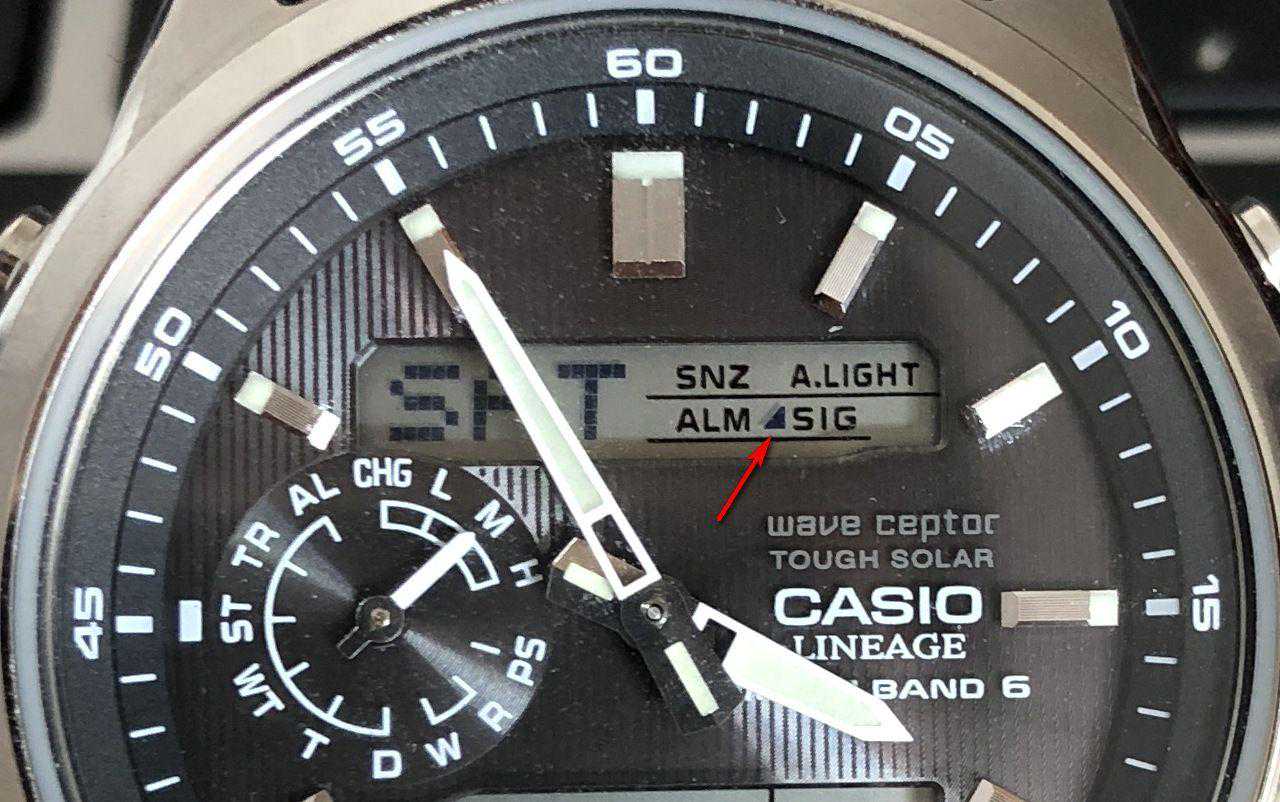 60
55
05
50
10
SAT
SNZ A.LIGHT
ALM SIG
CHG
AL
L
M
TR
H
wave ceptor
TOUGH SOLAR
45
ST
CASIO
15
LINEAGE
WT
PS
BAND 6
T
D
W
R